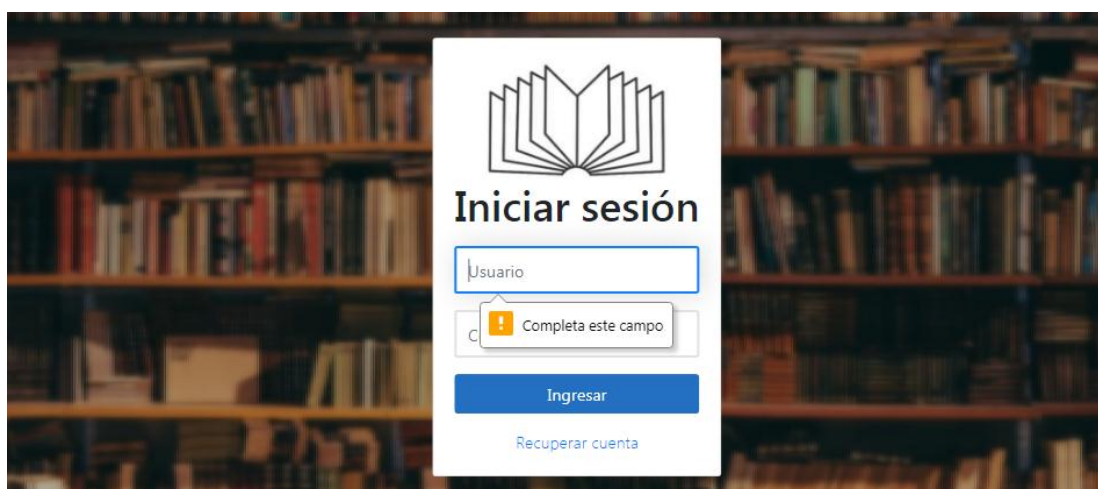 Iniciar sesión
Usuario
Completa este campo
C
Ingresar
Recuperar cuenta